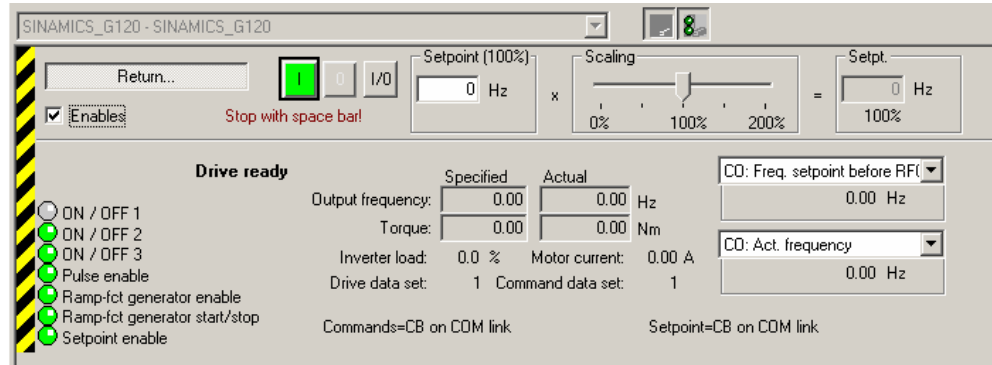 SINAMICS_G120 - SINAMICS_G120
Return...
I 0 I/0
Setpoint (100%)
0 Hz
x
Scaling
0% 100% 200%
=
Setpt.
0 Hz
100%
Enables
Stop with space bar!
Drive ready
Specified Actual
Output frequency: 0.00 0.00 Hz
Torque: 0.00 0.00 Nm
Inverter load: 0.0 % Motor current: 0.00 A
Drive data set: 1 Command data set: 1
Commands=CB on COM link Setpoint=CB on COM link
ON / OFF 1
ON / OFF 2
ON / OFF 3
Pulse enable
Ramp-fct generator enable
Ramp-fct generator start/stop
Setpoint enable
CO: Freq. setpoint before RF
0.00 Hz
CO: Act. frequency
0.00 Hz